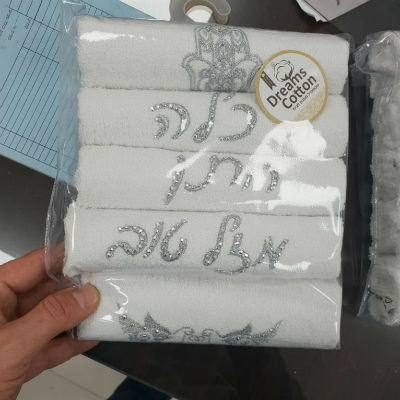 Dreams
Cotton
כלה
חתן
מזל טוב